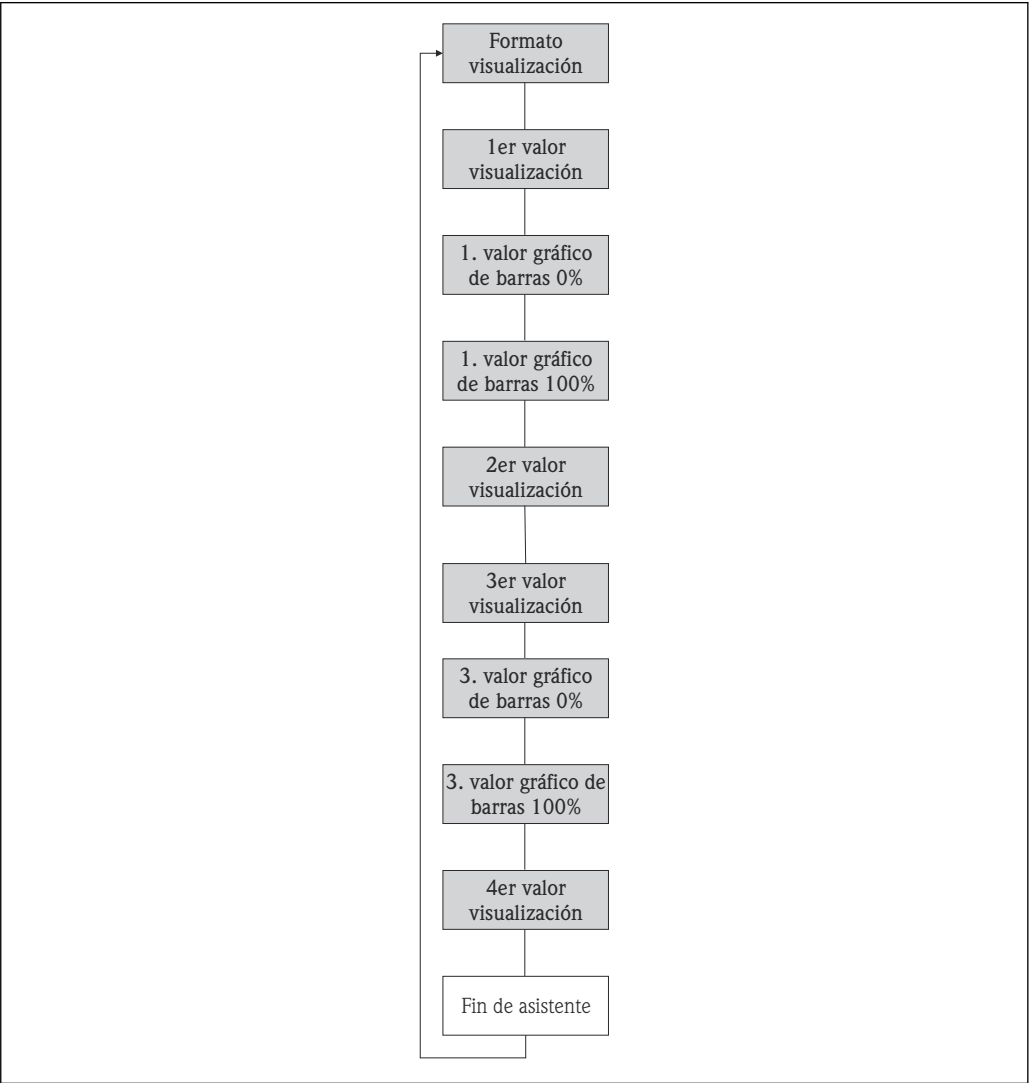 Formato
visualización
1er valor
visualización
1. valor gráfico
de barras 0%
1. valor gráfico
de barras 100%
2er valor
visualización
3er valor
visualización
3. valor gráfico
de barras 0%
3. valor gráfico de
barras 100%
4er valor
visualización
Fin de asistente